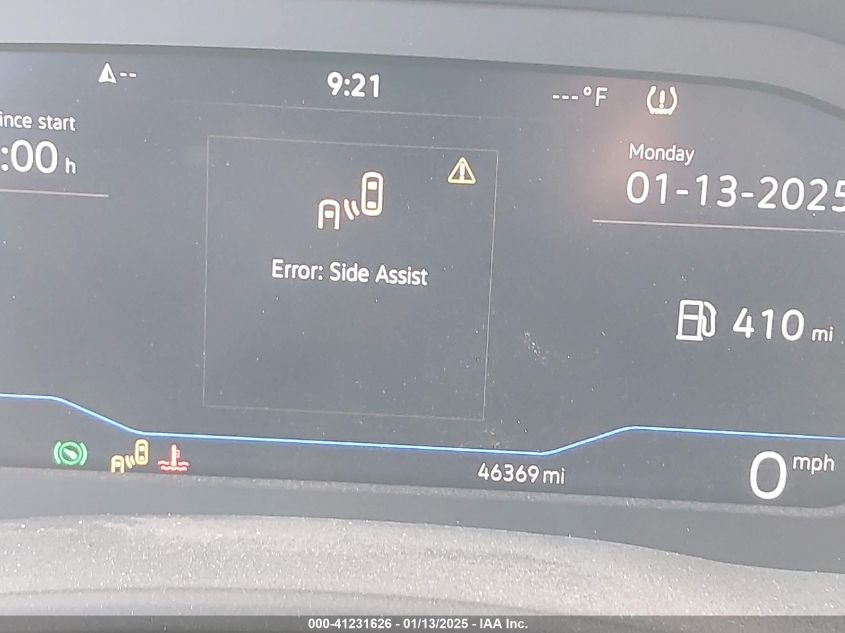 --
9:21
---°F
ince start
:00 h
Monday
01-13-2025
Error: Side Assist
410 mi
46369 mi
0 mph
000-41231626 - 01/13/2025 - IAA Inc.